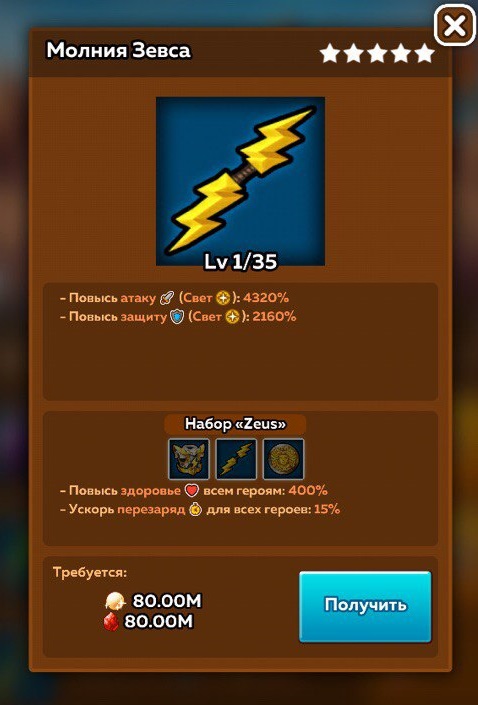 Молния Зевса
Lv 1/35
- Повысь атаку (Свет): 4320%
- Повысь защиту (Свет): 2160%
Набор «Zeus»
- Повысь здоровье всем героям: 400%
- Ускорь перезаряд для всех героев: 15%
Требуется:
80.00M
80.00M
Получить